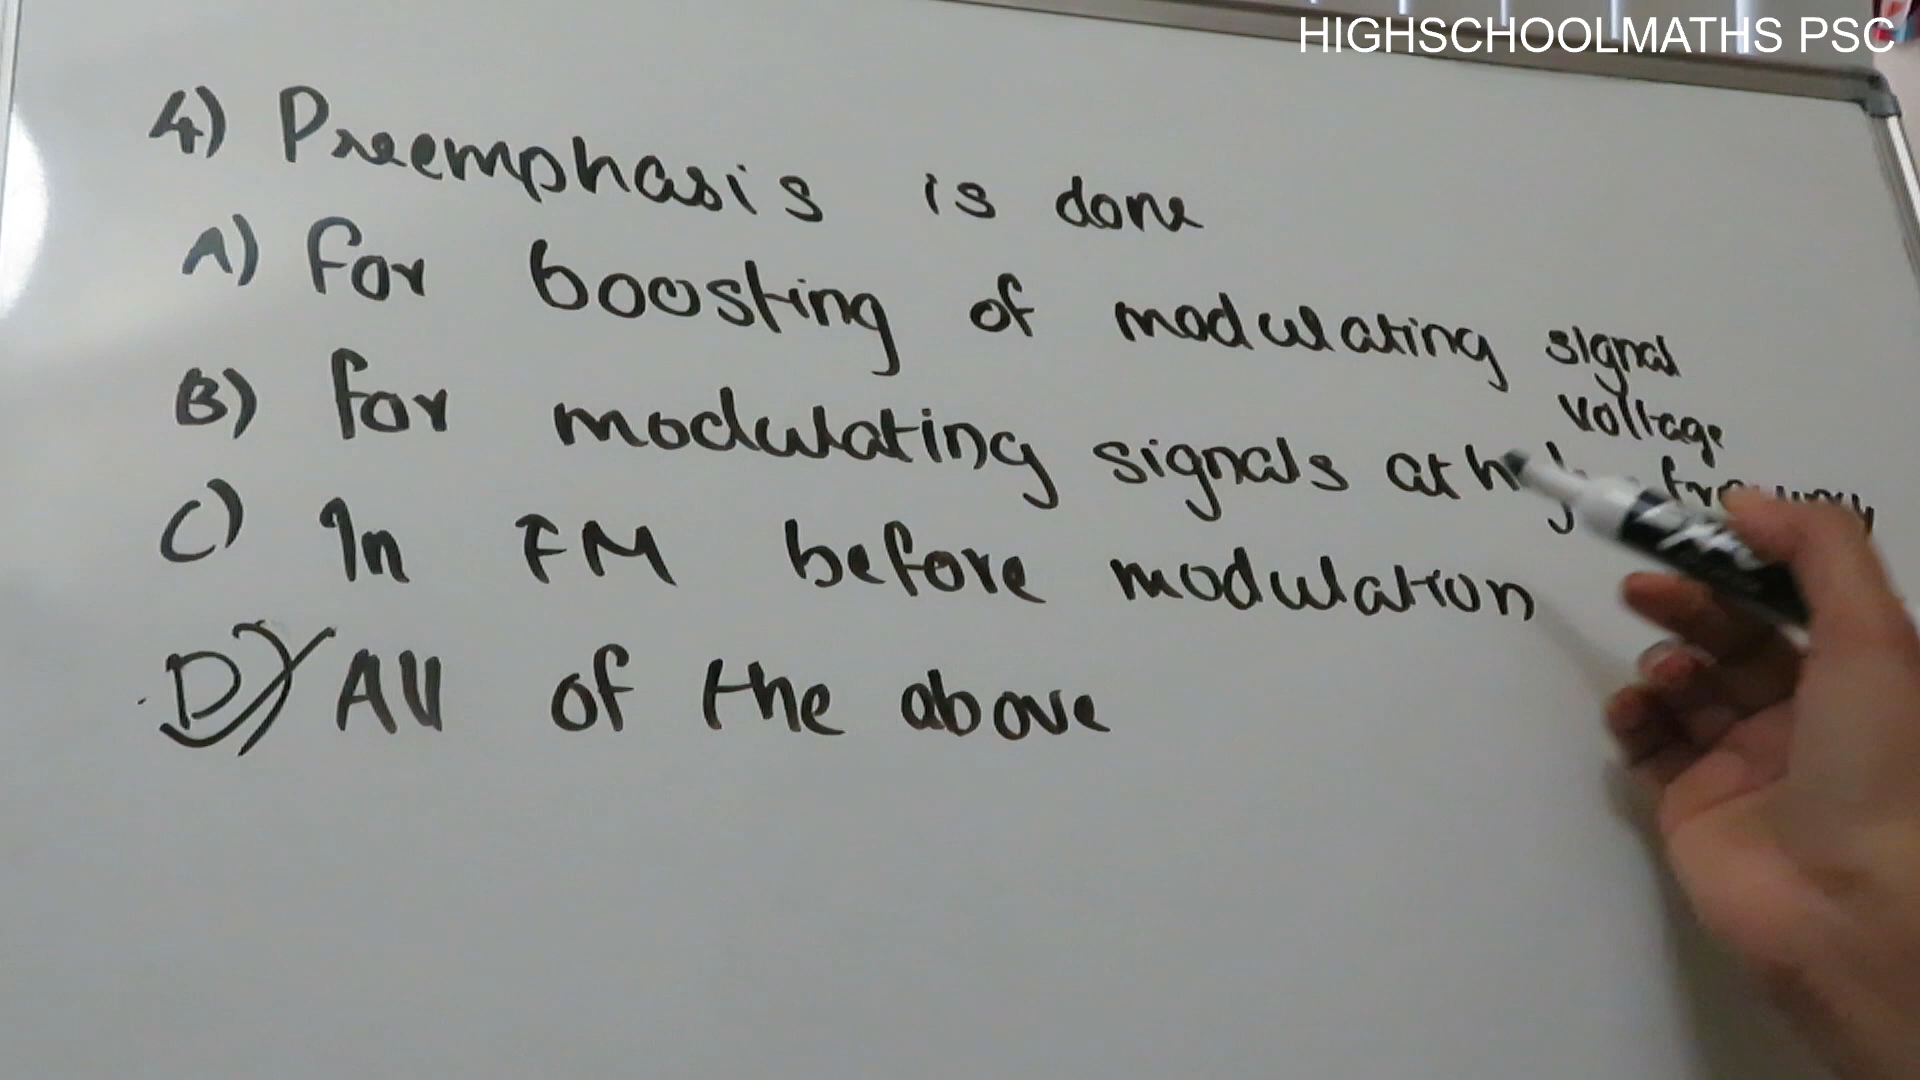 HIGHSCHOOLMATHS PSC
4) Preemphasis is done
A) For boosting of modulating signal
voltage
B) For modulating signals at
C) In FM before modulation
D) All of the above